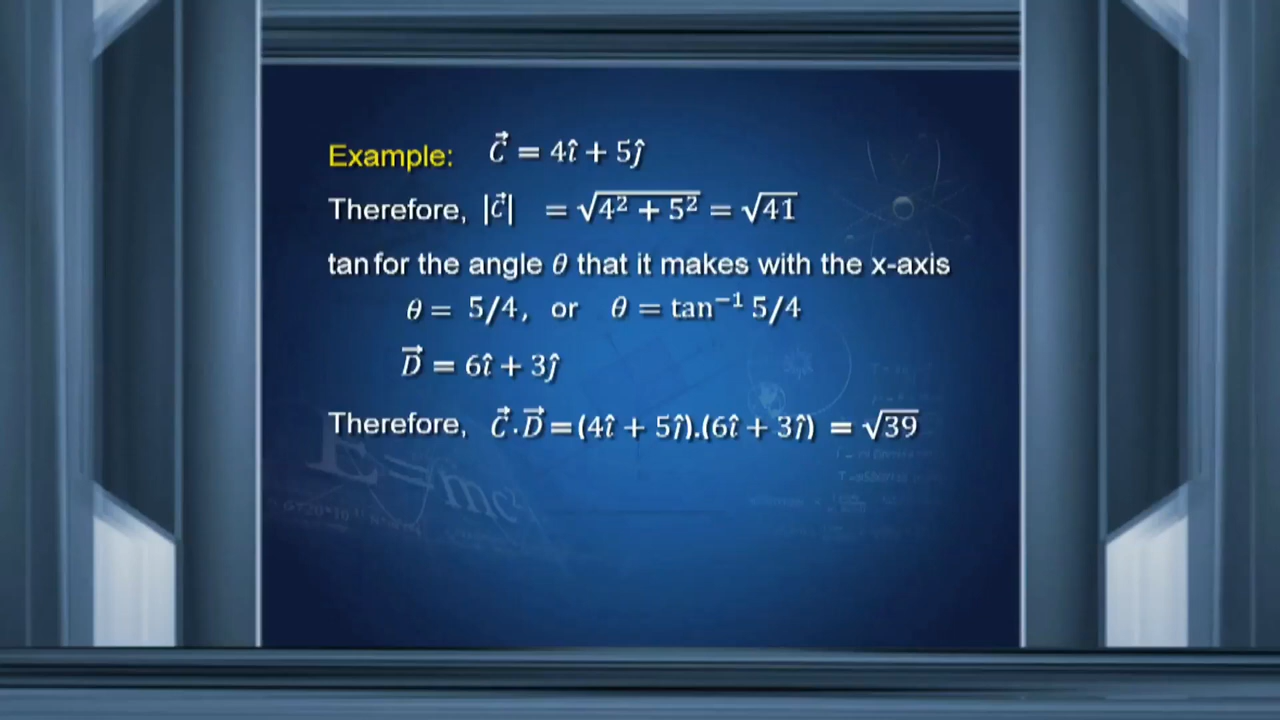 Example: C⃗ = 4î + 5ĵ
Therefore, |c⃗| = √(4² + 5²) = √41
tan for the angle θ that it makes with the x-axis
θ = 5/4, or θ = tan⁻¹ 5/4
D⃗ = 6î + 3ĵ
Therefore, C⃗ . D⃗ = (4î + 5ĵ).(6î + 3ĵ) = √39
E=mc²